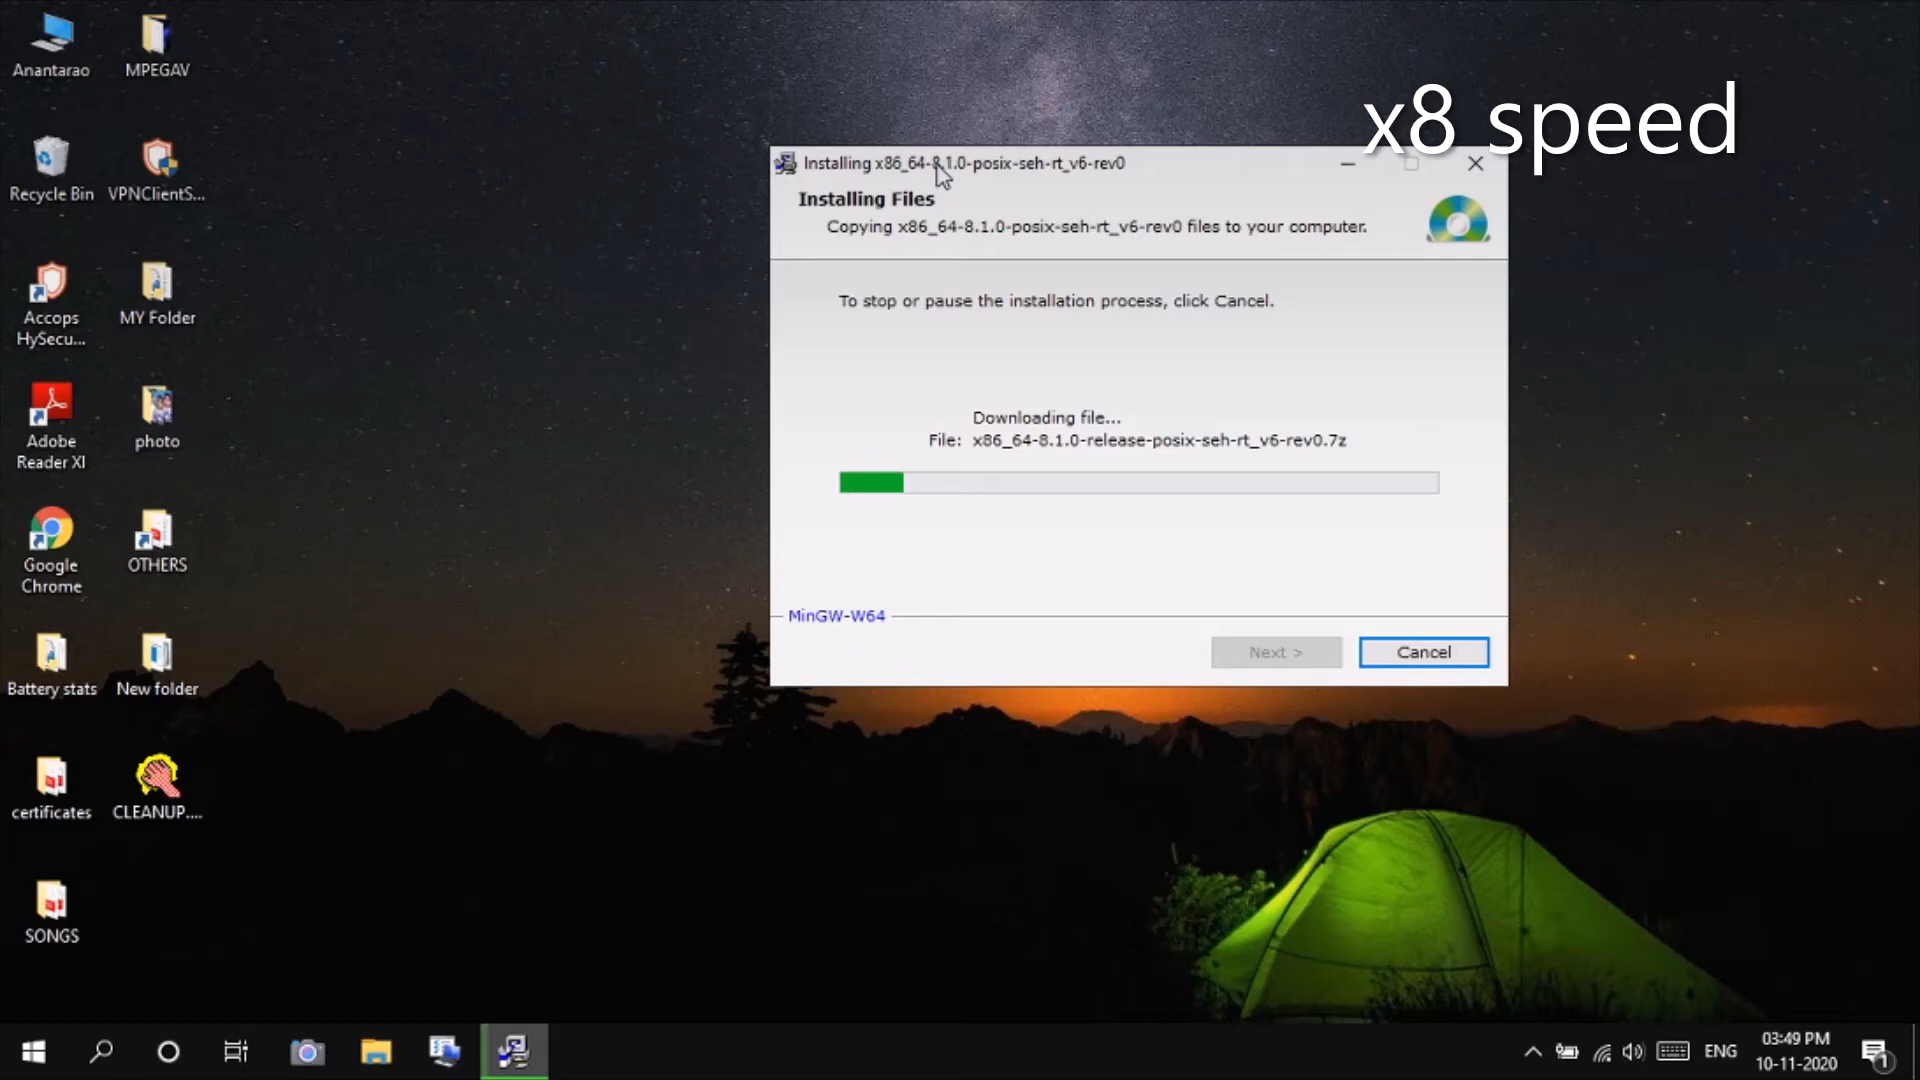 Anantarao
MPEGAV
Recycle Bin
VPNClientS...
Accops
HySecu...
MY Folder
Adobe
Reader XI
photo
Google
Chrome
OTHERS
Battery stats
New folder
certificates
CLEANUP....
SONGS
x8 speed
Installing x86_64-8.1.0-posix-seh-rt_v6-rev0
Installing Files
Copying x86_64-8.1.0-posix-seh-rt_v6-rev0 files to your computer.
To stop or pause the installation process, click Cancel.
Downloading file...
File: x86_64-8.1.0-release-posix-seh-rt_v6-rev0.7z
MinGW-W64
Next >
Cancel
ENG
03:49 PM
10-11-2020
1